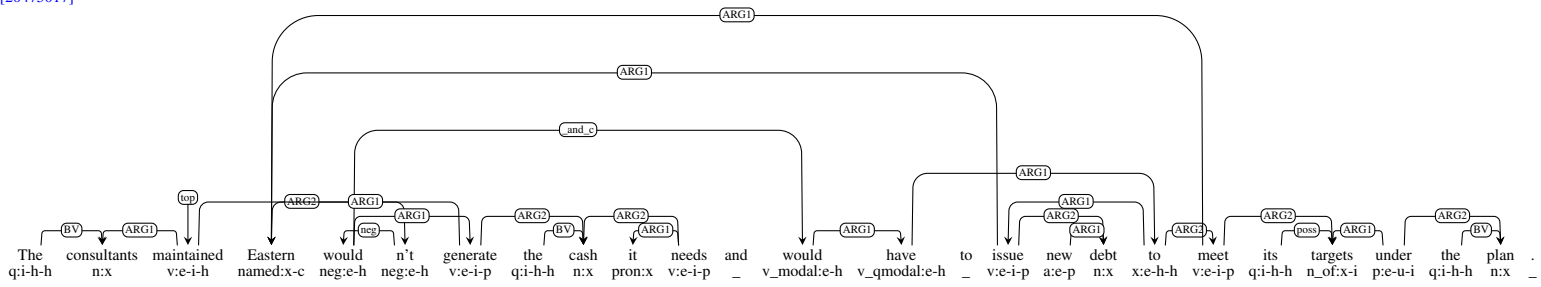 ARG1
ARG1
_and_c
ARG1
top
ARG2 ARG1 ARG1
ARG1 ARG2 ARG2 ARG2 ARG2 ARG2
BV ARG1 neg BV ARG1 ARG1 ARG1 ARG2 poss ARG1 BV
The consultants maintained Eastern would n't generate the cash it needs and would have to issue new debt to meet its targets under the plan .
q:i-h-h n:x v:e-i-h named:x-c neg:e-h neg:e-h v:e-i-p q:i-h-h n:x pron:x v:e-i-p _ v_modal:e-h v_qmodal:e-h _ v:e-i-p a:e-p n:x x:e-h-h v:e-i-p q:i-h-h n_of:x-i p:e-u-i q:i-h-h n:x _